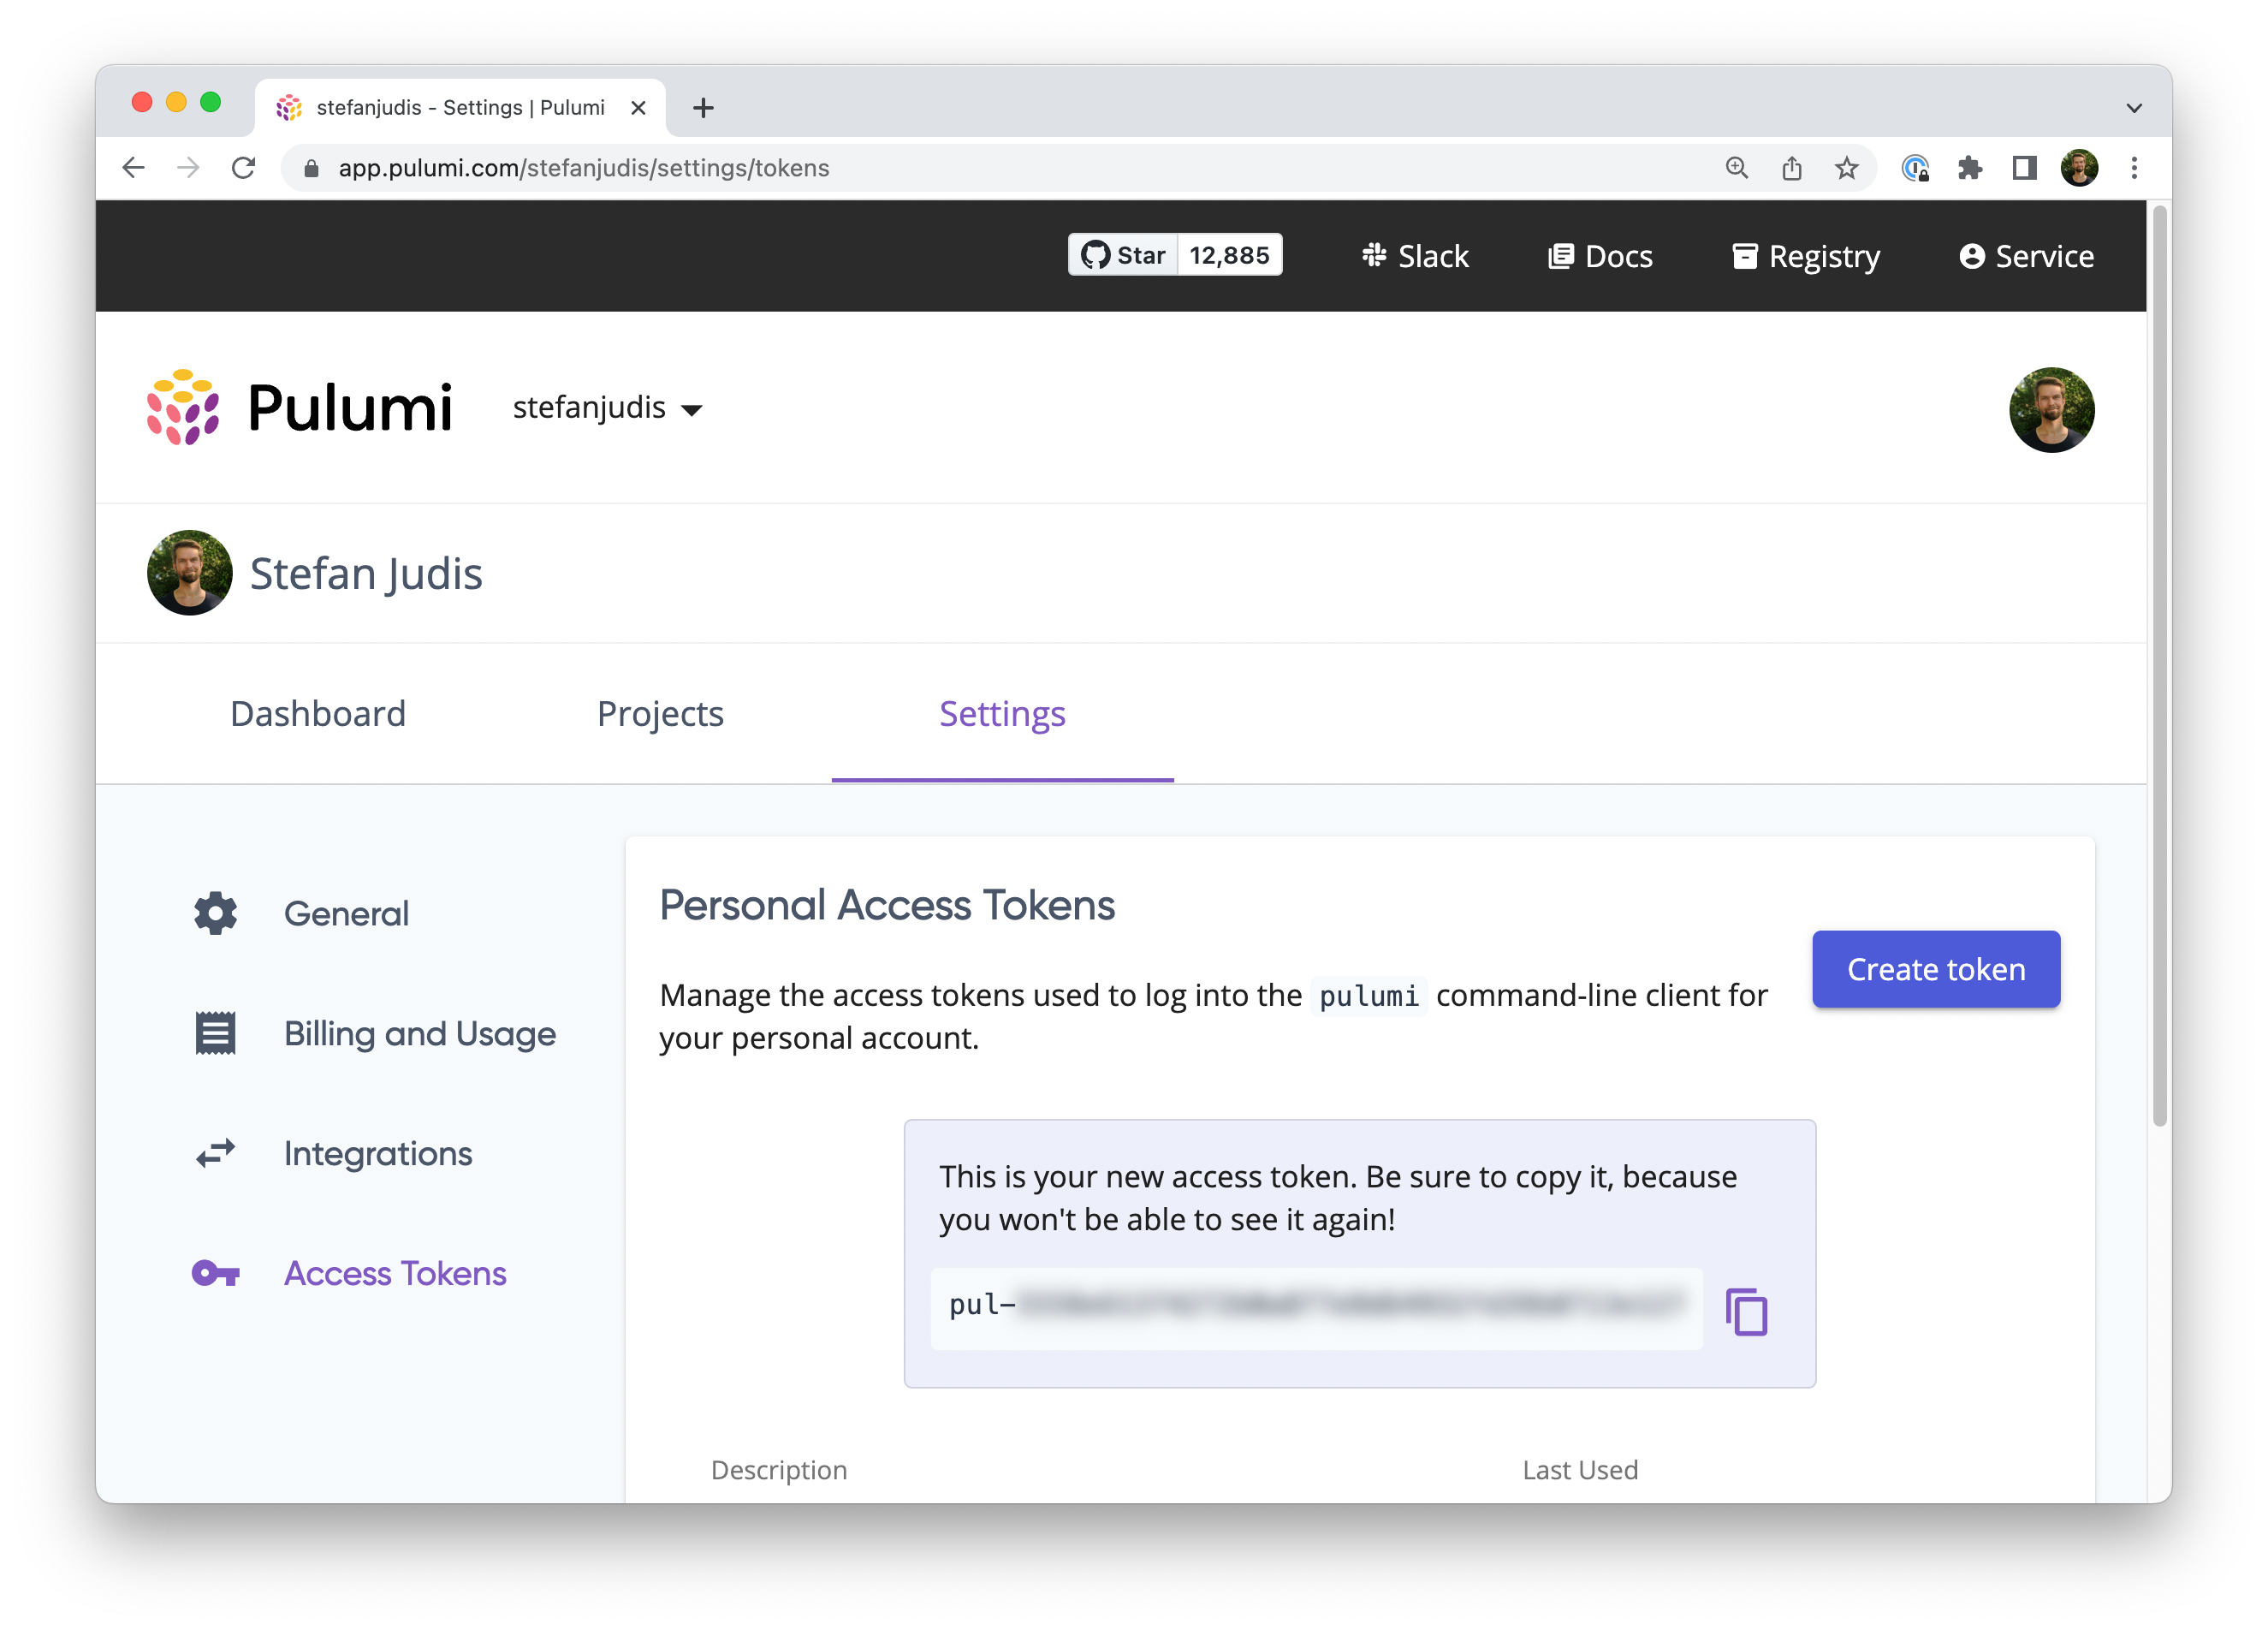 stefanjudis - Settings | Pulumi
app.pulumi.com/stefanjudis/settings/tokens
Star 12,885 Slack Docs Registry Service
Pulumi stefanjudis
Stefan Judis
Dashboard Projects Settings
General
Billing and Usage
Integrations
Access Tokens
Personal Access Tokens
Create token
Manage the access tokens used to log into the pulumi command-line client for
your personal account.
This is your new access token. Be sure to copy it, because
you won't be able to see it again!
pul-
Description Last Used